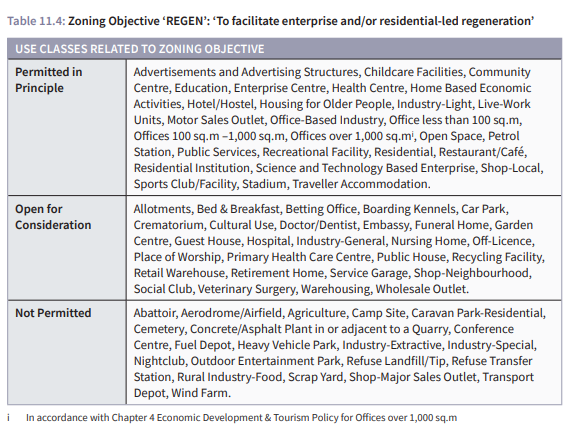 Table 11.4: Zoning Objective ‘REGEN’: ‘To facilitate enterprise and/or residential-led regeneration’
USE CLASSES RELATED TO ZONING OBJECTIVE
Permitted in
Principle
Advertisements and Advertising Structures, Childcare Facilities, Community
Centre, Education, Enterprise Centre, Health Centre, Home Based Economic
Activities, Hotel/Hostel, Housing for Older People, Industry-Light, Live-Work
Units, Motor Sales Outlet, Office-Based Industry, Office less than 100 sq.m,
Offices 100 sq.m –1,000 sq.m, Offices over 1,000 sq.mⁱ, Open Space, Petrol
Station, Public Services, Recreational Facility, Residential, Restaurant/Café,
Residential Institution, Science and Technology Based Enterprise, Shop-Local,
Sports Club/Facility, Stadium, Traveller Accommodation.
Open for
Consideration
Allotments, Bed & Breakfast, Betting Office, Boarding Kennels, Car Park,
Crematorium, Cultural Use, Doctor/Dentist, Embassy, Funeral Home, Garden
Centre, Guest House, Hospital, Industry-General, Nursing Home, Off-Licence,
Place of Worship, Primary Health Care Centre, Public House, Recycling Facility,
Retail Warehouse, Retirement Home, Service Garage, Shop-Neighbourhood,
Social Club, Veterinary Surgery, Warehousing, Wholesale Outlet.
Not Permitted
Abattoir, Aerodrome/Airfield, Agriculture, Camp Site, Caravan Park-Residential,
Cemetery, Concrete/Asphalt Plant in or adjacent to a Quarry, Conference
Centre, Fuel Depot, Heavy Vehicle Park, Industry-Extractive, Industry-Special,
Nightclub, Outdoor Entertainment Park, Refuse Landfill/Tip, Refuse Transfer
Station, Rural Industry-Food, Scrap Yard, Shop-Major Sales Outlet, Transport
Depot, Wind Farm.
i In accordance with Chapter 4 Economic Development & Tourism Policy for Offices over 1,000 sq.m